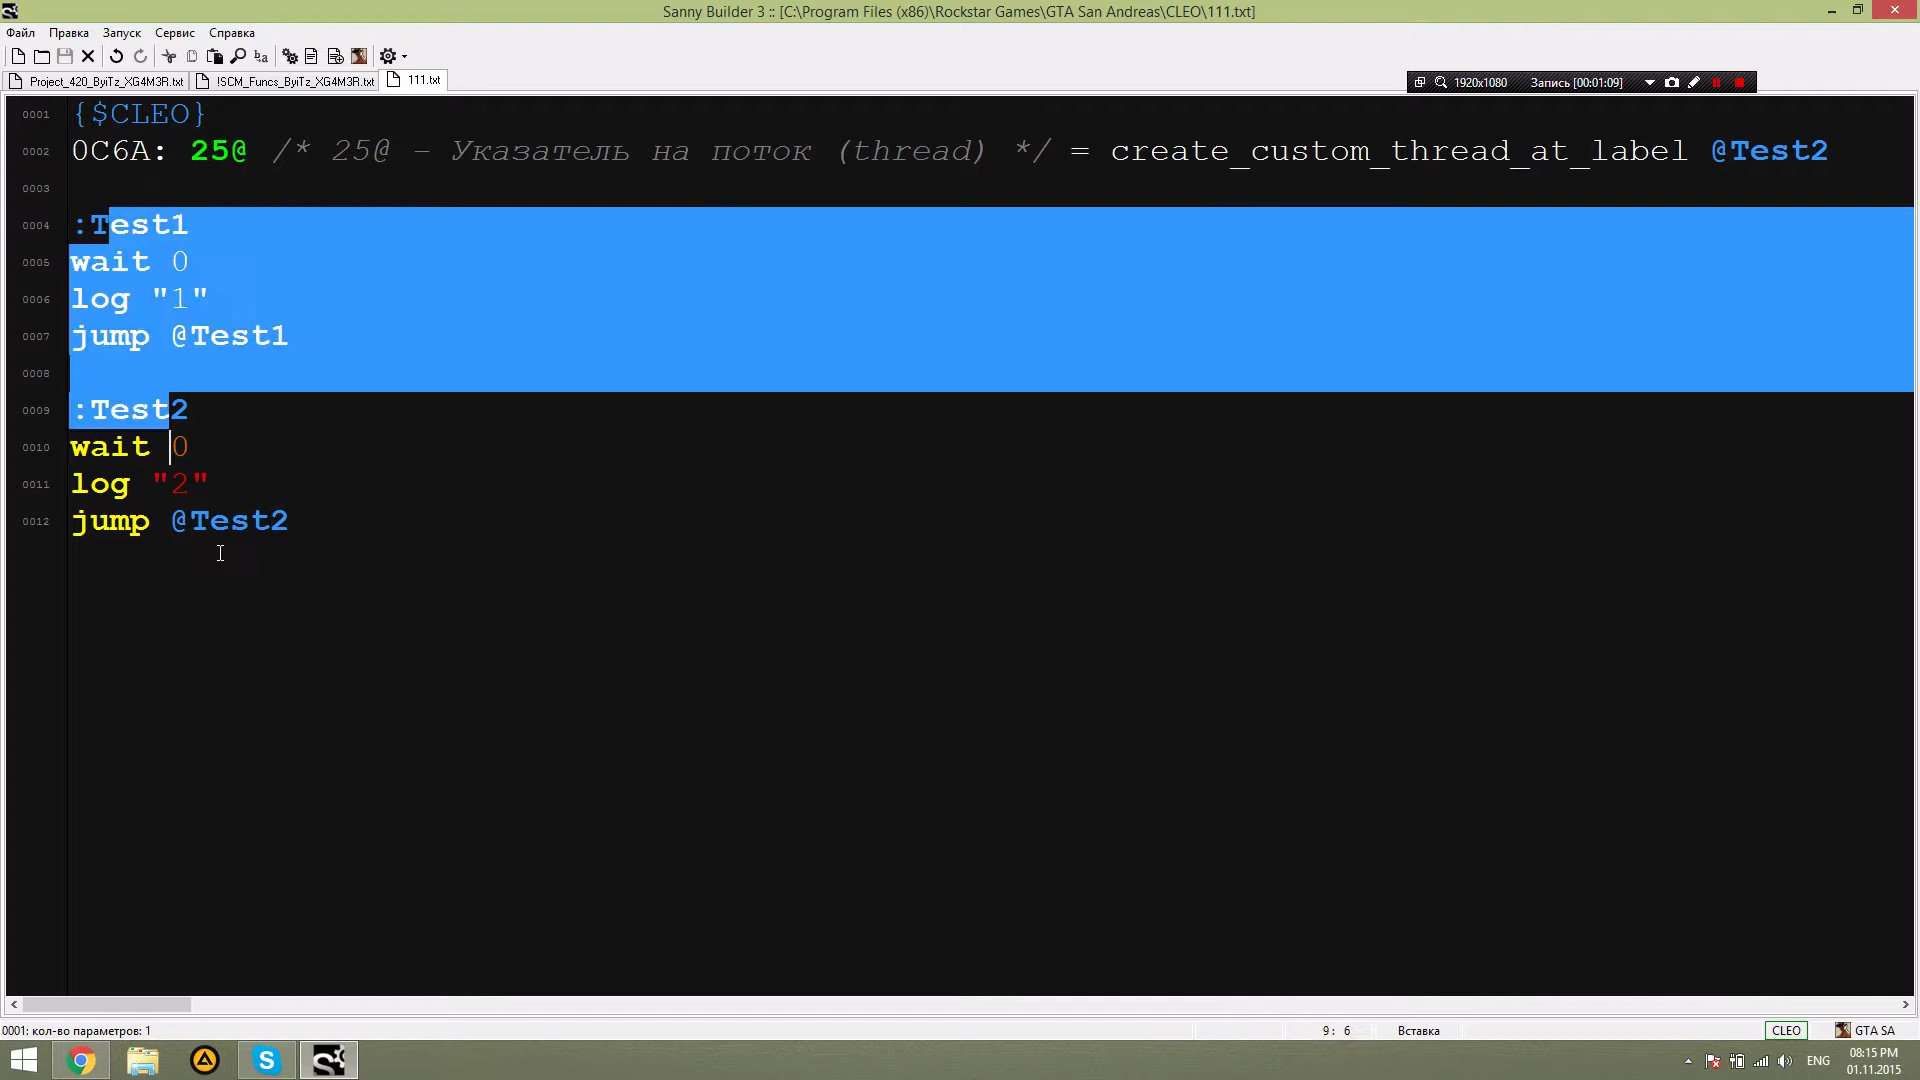 Sanny Builder 3 :: [C:\Program Files (x86)\Rockstar Games\GTA San Andreas\CLEO\111.txt]
Файл Правка Запуск Сервис Справка
Project_420_ByiTz_XG4M3R.txt !SCM_Funcs_ByiTz_XG4M3R.txt 111.txt
1920x1080 Запись [00:01:09]
0001 {$CLEO}
0002 0C6A: 25@ /* 25@ - Указатель на поток (thread) */ = create_custom_thread_at_label @Test2
0003
0004 :Test1
0005 wait 0
0006 log "1"
0007 jump @Test1
0008
0009 :Test2
0010 wait 0
0011 log "2"
0012 jump @Test2
0001: кол-во параметров: 1 9: 6 Вставка CLEO GTA SA
ENG 08:15 PM
01.11.2015